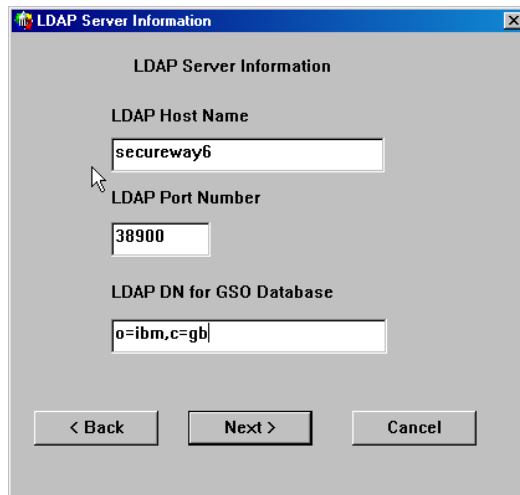 LDAP Server Information
LDAP Server Information
LDAP Host Name
secureway6
LDAP Port Number
38900
LDAP DN for GSO Database
o=ibm,c=gb
< Back Next > Cancel